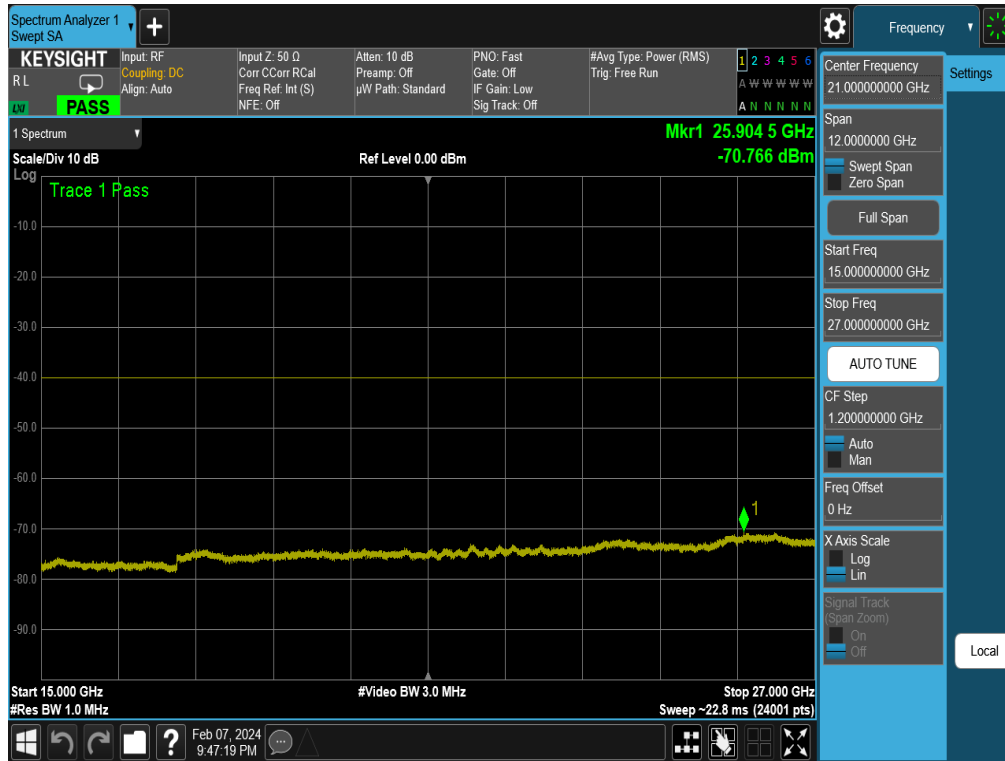 Spectrum Analyzer 1
Swept SA
Frequency
KEYSIGHT
R L
LXI
PASS
Input: RF
Coupling: DC
Align: Auto
Input Z: 50 Ω
Corr CCorr RCal
Freq Ref: Int (S)
NFE: Off
Atten: 10 dB
Preamp: Off
µW Path: Standard
PNO: Fast
Gate: Off
IF Gain: Low
Sig Track: Off
#Avg Type: Power (RMS)
Trig: Free Run
1 2 3 4 5 6
A W W W W W
A N N N N N
1 Spectrum
Mkr1 25.904 5 GHz
Scale/Div 10 dB
Ref Level 0.00 dBm
-70.766 dBm
Log
Trace 1 Pass
-10.0
-20.0
-30.0
-40.0
-50.0
-60.0
1
-70.0
-80.0
-90.0
Start 15.000 GHz
#Video BW 3.0 MHz
Stop 27.000 GHz
#Res BW 1.0 MHz
Sweep ~22.8 ms (24001 pts)
Feb 07, 2024
9:47:19 PM
Center Frequency
21.000000000 GHz
Settings
Span
12.0000000 GHz
Swept Span
Zero Span
Full Span
Start Freq
15.000000000 GHz
Stop Freq
27.000000000 GHz
AUTO TUNE
CF Step
1.200000000 GHz
Auto
Man
Freq Offset
0 Hz
X Axis Scale
Log
Lin
Signal Track
(Span Zoom)
On
Off
Local